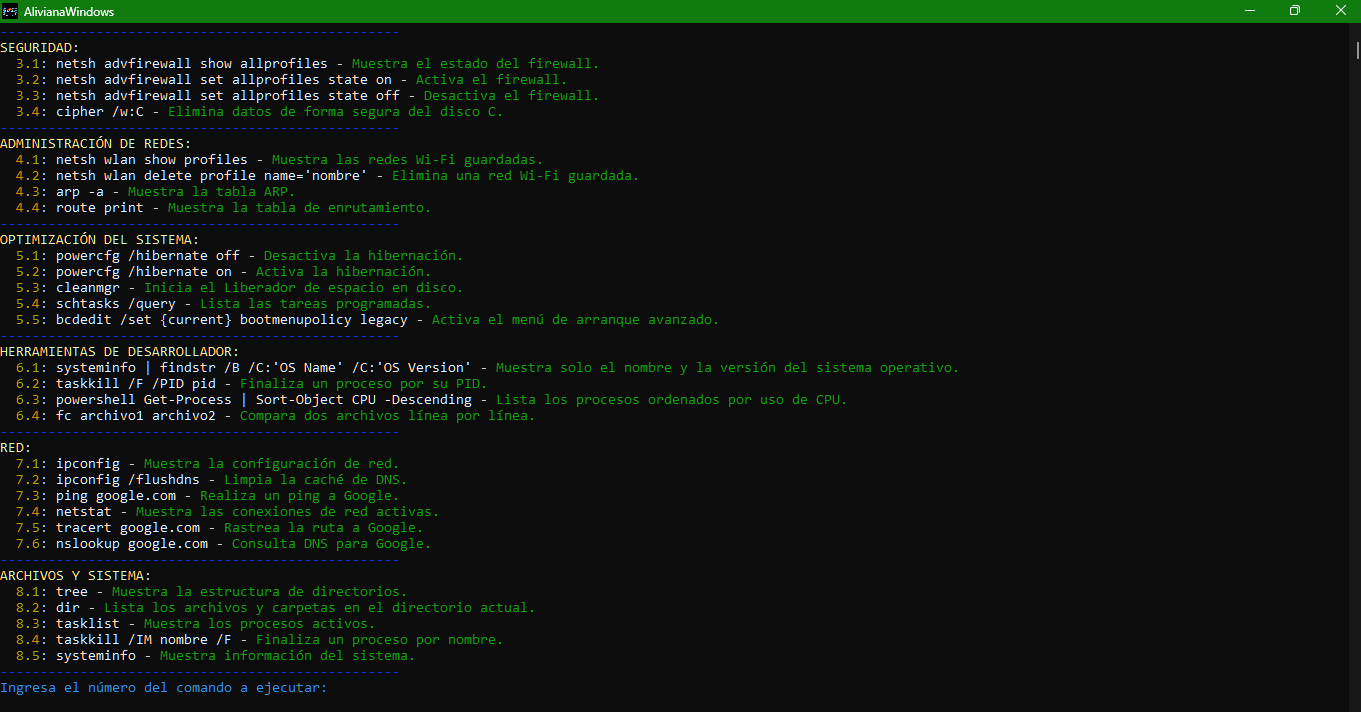 AlivianaWindows
--------------------------------------------------
SEGURIDAD:
3.1: netsh advfirewall show allprofiles - Muestra el estado del firewall.
3.2: netsh advfirewall set allprofiles state on - Activa el firewall.
3.3: netsh advfirewall set allprofiles state off - Desactiva el firewall.
3.4: cipher /w:C - Elimina datos de forma segura del disco C.
--------------------------------------------------
ADMINISTRACIÓN DE REDES:
4.1: netsh wlan show profiles - Muestra las redes Wi-Fi guardadas.
4.2: netsh wlan delete profile name='nombre' - Elimina una red Wi-Fi guardada.
4.3: arp -a - Muestra la tabla ARP.
4.4: route print - Muestra la tabla de enrutamiento.
--------------------------------------------------
OPTIMIZACIÓN DEL SISTEMA:
5.1: powercfg /hibernate off - Desactiva la hibernación.
5.2: powercfg /hibernate on - Activa la hibernación.
5.3: cleanmgr - Inicia el Liberador de espacio en disco.
5.4: schtasks /query - Lista las tareas programadas.
5.5: bcdedit /set {current} bootmenupolicy legacy - Activa el menú de arranque avanzado.
--------------------------------------------------
HERRAMIENTAS DE DESARROLLADOR:
6.1: systeminfo | findstr /B /C:'OS Name' /C:'OS Version' - Muestra solo el nombre y la versión del sistema operativo.
6.2: taskkill /F /PID pid - Finaliza un proceso por su PID.
6.3: powershell Get-Process | Sort-Object CPU -Descending - Lista los procesos ordenados por uso de CPU.
6.4: fc archivo1 archivo2 - Compara dos archivos línea por línea.
--------------------------------------------------
RED:
7.1: ipconfig - Muestra la configuración de red.
7.2: ipconfig /flushdns - Limpia la caché de DNS.
7.3: ping google.com - Realiza un ping a Google.
7.4: netstat - Muestra las conexiones de red activas.
7.5: tracert google.com - Rastrea la ruta a Google.
7.6: nslookup google.com - Consulta DNS para Google.
--------------------------------------------------
ARCHIVOS Y SISTEMA:
8.1: tree - Muestra la estructura de directorios.
8.2: dir - Lista los archivos y carpetas en el directorio actual.
8.3: tasklist - Muestra los procesos activos.
8.4: taskkill /IM nombre /F - Finaliza un proceso por nombre.
8.5: systeminfo - Muestra información del sistema.
--------------------------------------------------
Ingresa el número del comando a ejecutar: